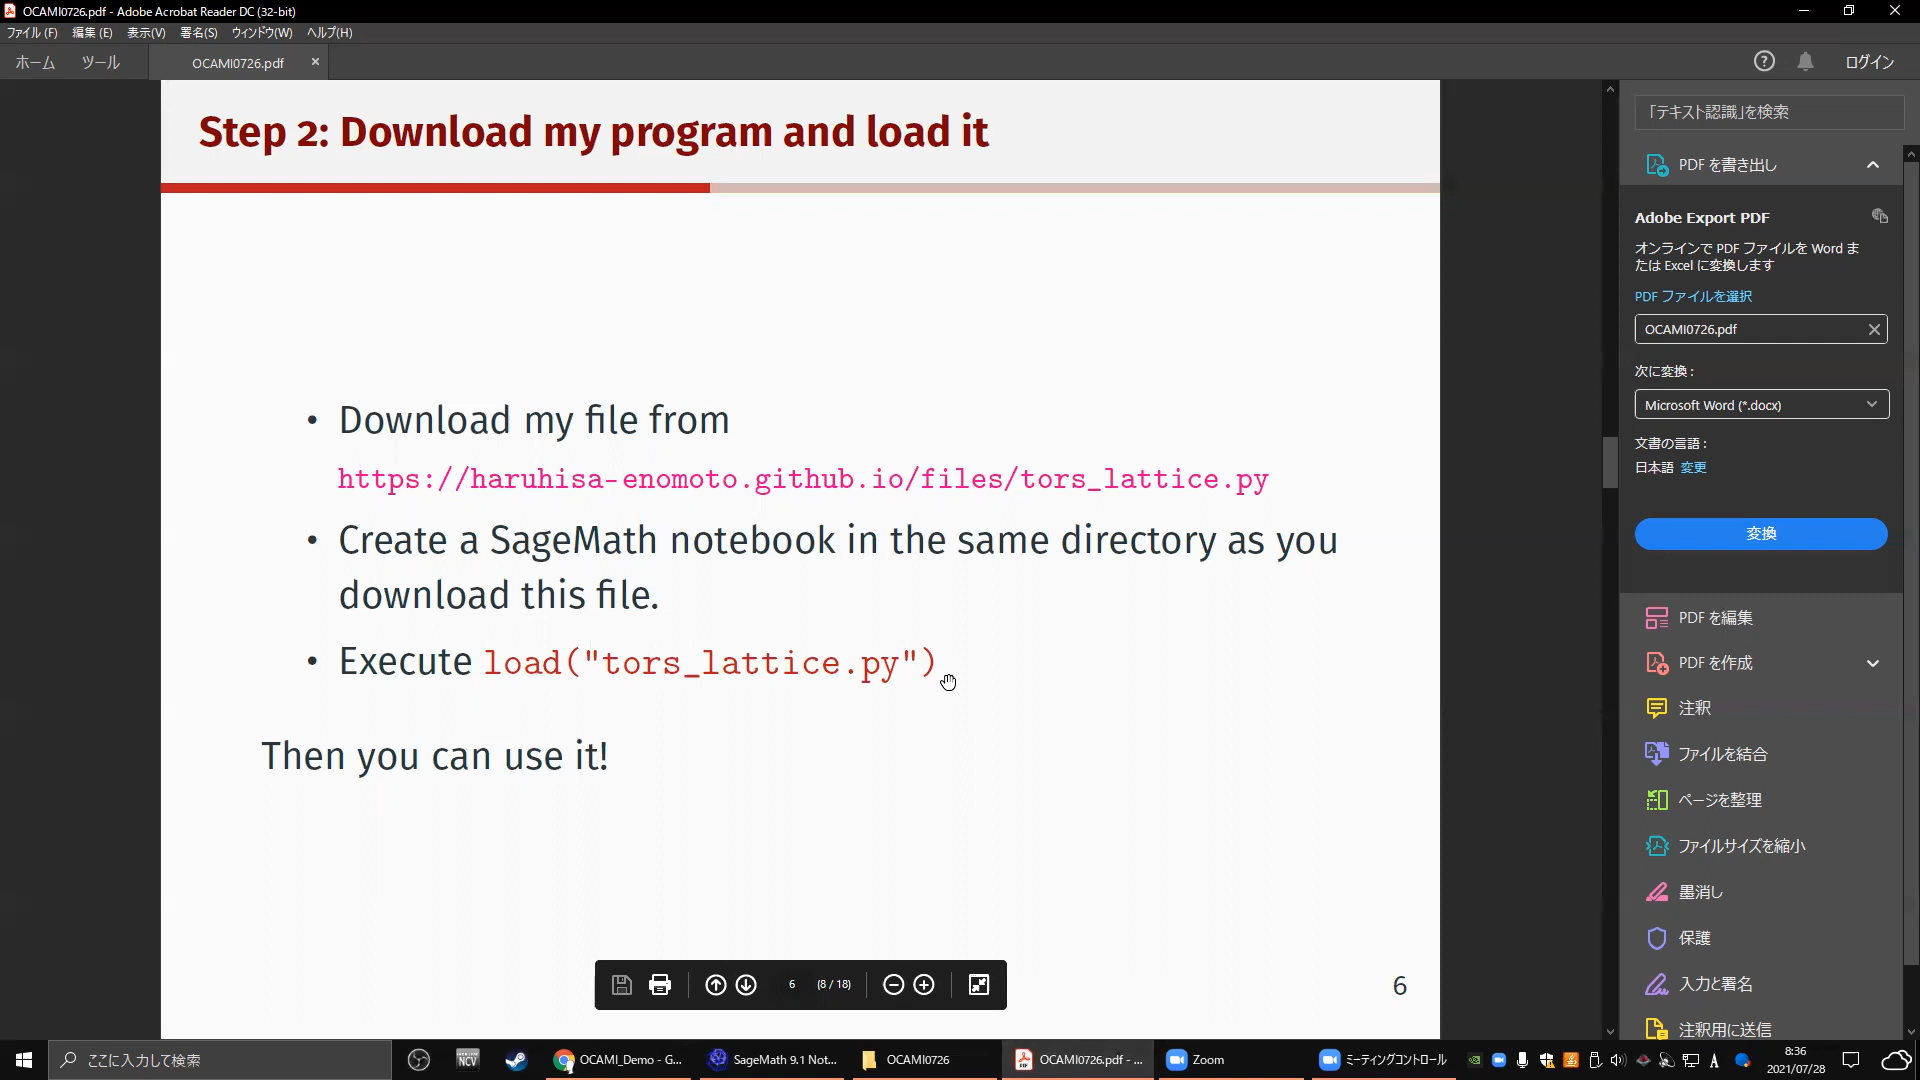 OCAMI0726.pdf - Adobe Acrobat Reader DC (32-bit)
ファイル(F) 編集(E) 表示(V) 署名(S) ウィンドウ(W) ヘルプ(H)
ホーム ツール OCAMI0726.pdf ログイン
Step 2: Download my program and load it
• Download my file from
https://haruhisa-enomoto.github.io/files/tors_lattice.py
• Create a SageMath notebook in the same directory as you
download this file.
• Execute load("tors_lattice.py")
Then you can use it!
6 (8 / 18)
6
「テキスト認識」を検索
PDF を書き出し
Adobe Export PDF
オンラインで PDF ファイルを Word ま
たは Excel に変換します
PDF ファイルを選択
OCAMI0726.pdf
次に変換 :
Microsoft Word (*.docx)
文書の言語 :
日本語 変更
変換
PDF を編集
PDF を作成
注釈
ファイルを結合
ページを整理
ファイルサイズを縮小
墨消し
保護
入力と署名
注釈用に送信
ここに入力して検索 NCV OCAMI_Demo - G... SageMath 9.1 Not... OCAMI0726 OCAMI0726.pdf - ... Zoom ミーティングコントロール A 8:36
2021/07/28